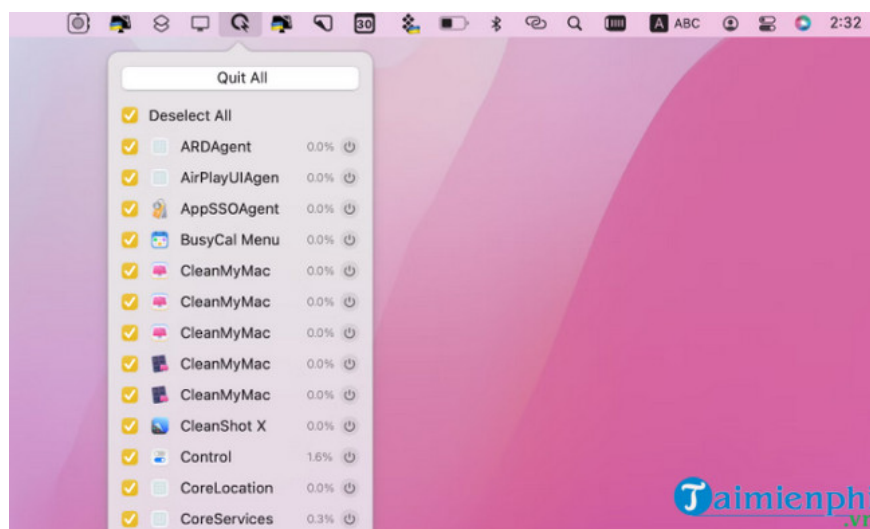 30
A ABC
2:32
Quit All
Deselect All
ARDAgent 0.0%
AirPlayUIAgen 0.0%
AppSSOAgent 0.0%
BusyCal Menu 0.0%
CleanMyMac 0.0%
CleanMyMac 0.0%
CleanMyMac 0.0%
CleanMyMac 0.0%
CleanMyMac 0.0%
CleanShot X 0.0%
Control 1.6%
CoreLocation 0.0%
CoreServices 0.3%
Taimienph
.vn